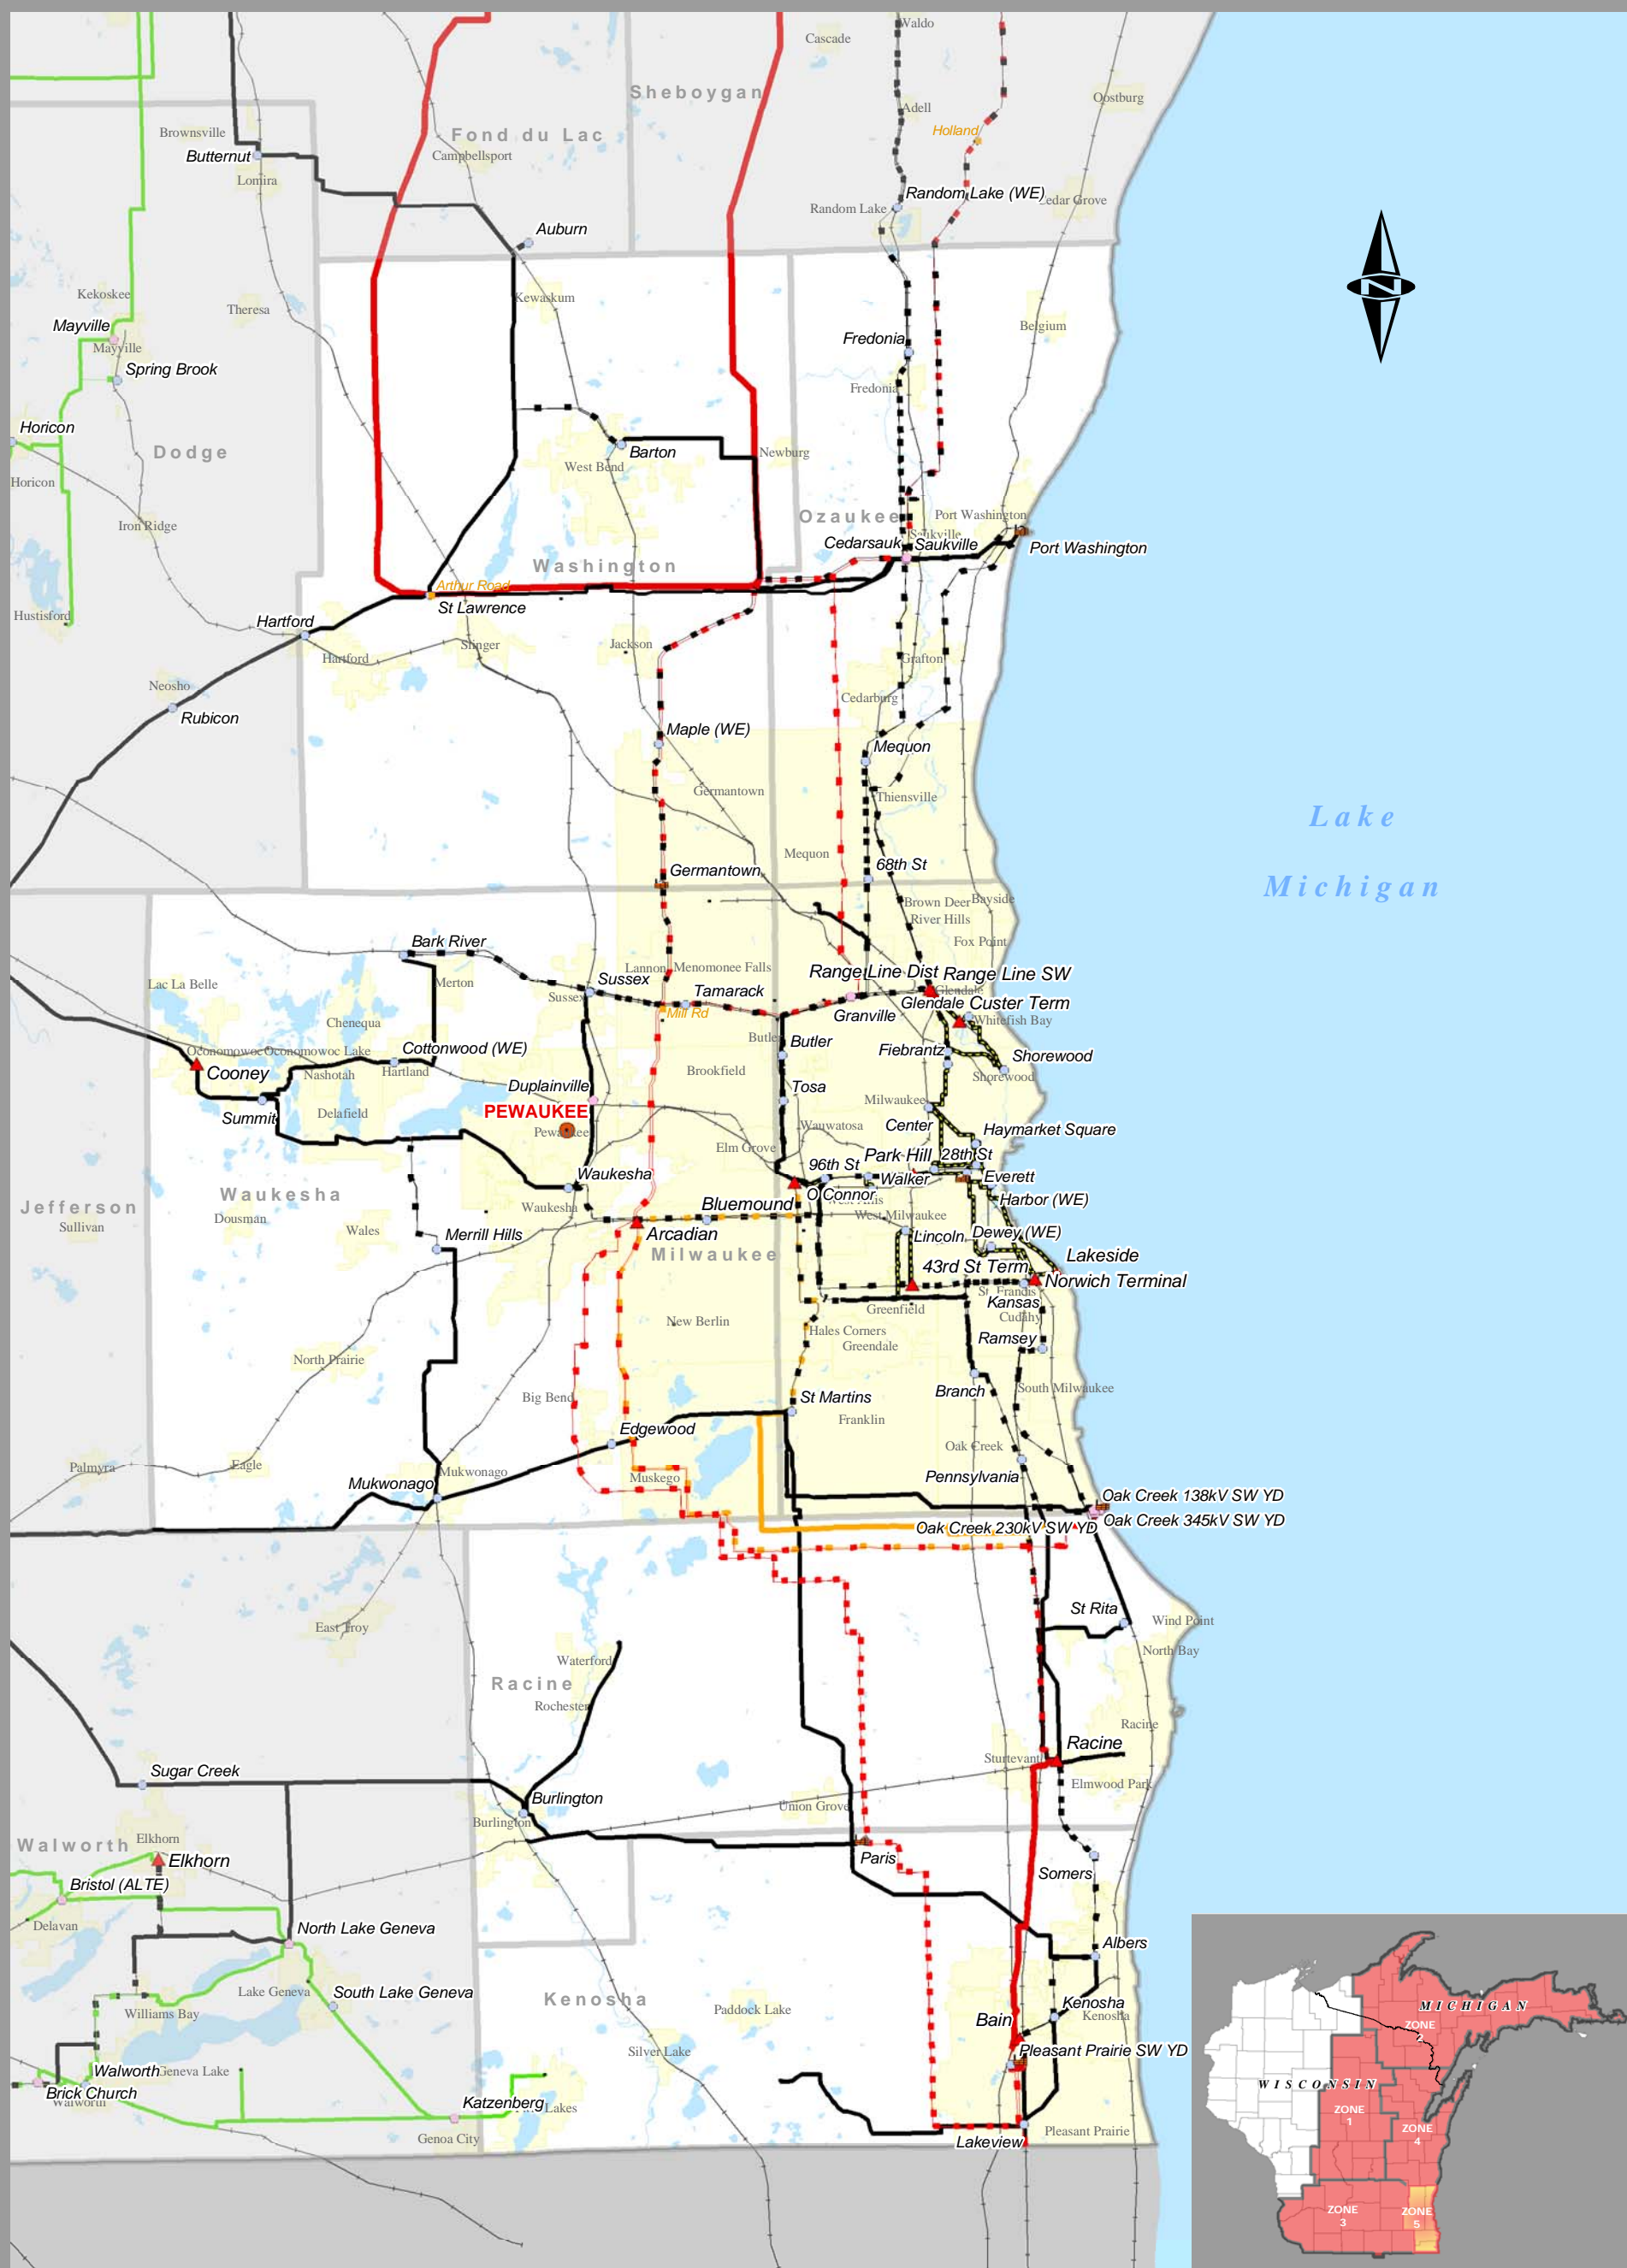 Waldo
Cascade
Sheboygan
Oostburg
Adell
Holland
Fond du Lac
Brownsville
Butternut
Campbellsport
Lomira
Random Lake (WE)
Cedar Grove
Random Lake
Auburn
Kekoskee
Kewaskum
Theresa
Mayville
Belgium
Fredonia
Mayville
Spring Brook
Fredonia
Horicon
Dodge
Barton
Newburg
West Bend
Horicon
Ozaukee
Port Washington
Iron Ridge
Saukville
Cedarsauk
Saukville
Port Washington
Washington
Arthur Road
St Lawrence
Hustisford
Hartford
Jackson
Slinger
Hartford
Grafton
Neosho
Cedarburg
Rubicon
Maple (WE)
Mequon
Germantown
Thiensville
Lake
Michigan
Mequon
Germantown
68th St
Brown Deer
Bayside
River Hills
Bark River
Fox Point
Lannon
Menomonee Falls
Range Line Dist
Range Line SW
Lac La Belle
Merton
Sussex
Sussex
Tamarack
Glendale
Glendale
Custer Term
Mill Rd
Granville
Whitefish Bay
Chenequa
Butler
Butler
Oconomowoc
Oconomowoc Lake
Cottonwood (WE)
Fiebrantz
Shorewood
Cooney
Nashotah
Hartland
Brookfield
Shorewood
Duplainville
Tosa
Milwaukee
PEWAUKEE
Summit
Delafield
Pewaukee
Wauwatosa
Center
Haymarket Square
Elm Grove
Park Hill
28th St
96th St
Waukesha
Walker
Everett
Jefferson
Waukesha
O Connor
West Allis
Harbor (WE)
Sullivan
Dousman
Waukesha
Bluemound
West Milwaukee
Wales
Merrill Hills
Arcadian
Lincoln
Dewey (WE)
Milwaukee
Lakeside
43rd St Term
Norwich Terminal
St. Francis
Kansas
Greenfield
Cudahy
New Berlin
Hales Corners
Ramsey
Greendale
North Prairie
Big Bend
Branch
South Milwaukee
St Martins
Franklin
Edgewood
Oak Creek
Palmyra
Eagle
Mukwonago
Muskego
Pennsylvania
Mukwonago
Oak Creek 138kV SW YD
Oak Creek 345kV SW YD
Oak Creek 230kV SW YD
St Rita
Wind Point
East Troy
North Bay
Waterford
Racine
Rochester
Racine
Racine
Sturtevant
Sugar Creek
Elmwood Park
Burlington
Union Grove
Burlington
Walworth
Elkhorn
Elkhorn
Paris
Bristol (ALTE)
Somers
Delavan
North Lake Geneva
Albers
Lake Geneva
South Lake Geneva
Kenosha
Paddock Lake
Kenosha
Williams Bay
Kenosha
Bain
Silver Lake
Pleasant Prairie SW YD
Walworth
Geneva Lake
Brick Church
Walworth
Katzenberg
Lakes
Genoa City
Pleasant Prairie
Lakeview
N
MICHIGAN
ZONE
2
WISCONSIN
ZONE
1
ZONE
4
ZONE
3
ZONE
5